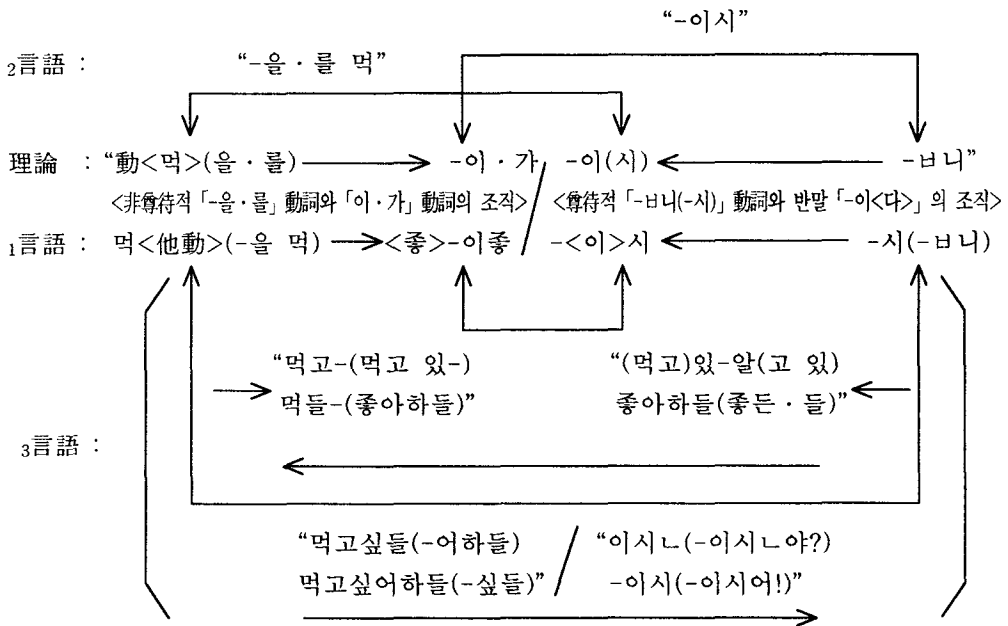 “-이시”
₂言語 : “-을・를 먹”
理論 : “動<먹>(을・를) -이・가 / -이(시) -ㅂ니”
<非尊待적「-을・를」動詞와「이・가」動詞의 조직> <尊待적「-ㅂ니(-시)」動詞와 반말「-이<다>」의 조직>
₁言語 : 먹<他動>(-을 먹) <좋>-이좋 -<이>시 -시(-ㅂ니)
“먹고-(먹고 있-) “(먹고)있-알(고 있)
먹들-(좋아하들)” 좋아하들(좋든・들)”
₃言語 :
“먹고싶들(-어하들) / “이시ㄴ(-이시ㄴ야?)
먹고싶어하들(-싶들)” -이시(-이시어!)”